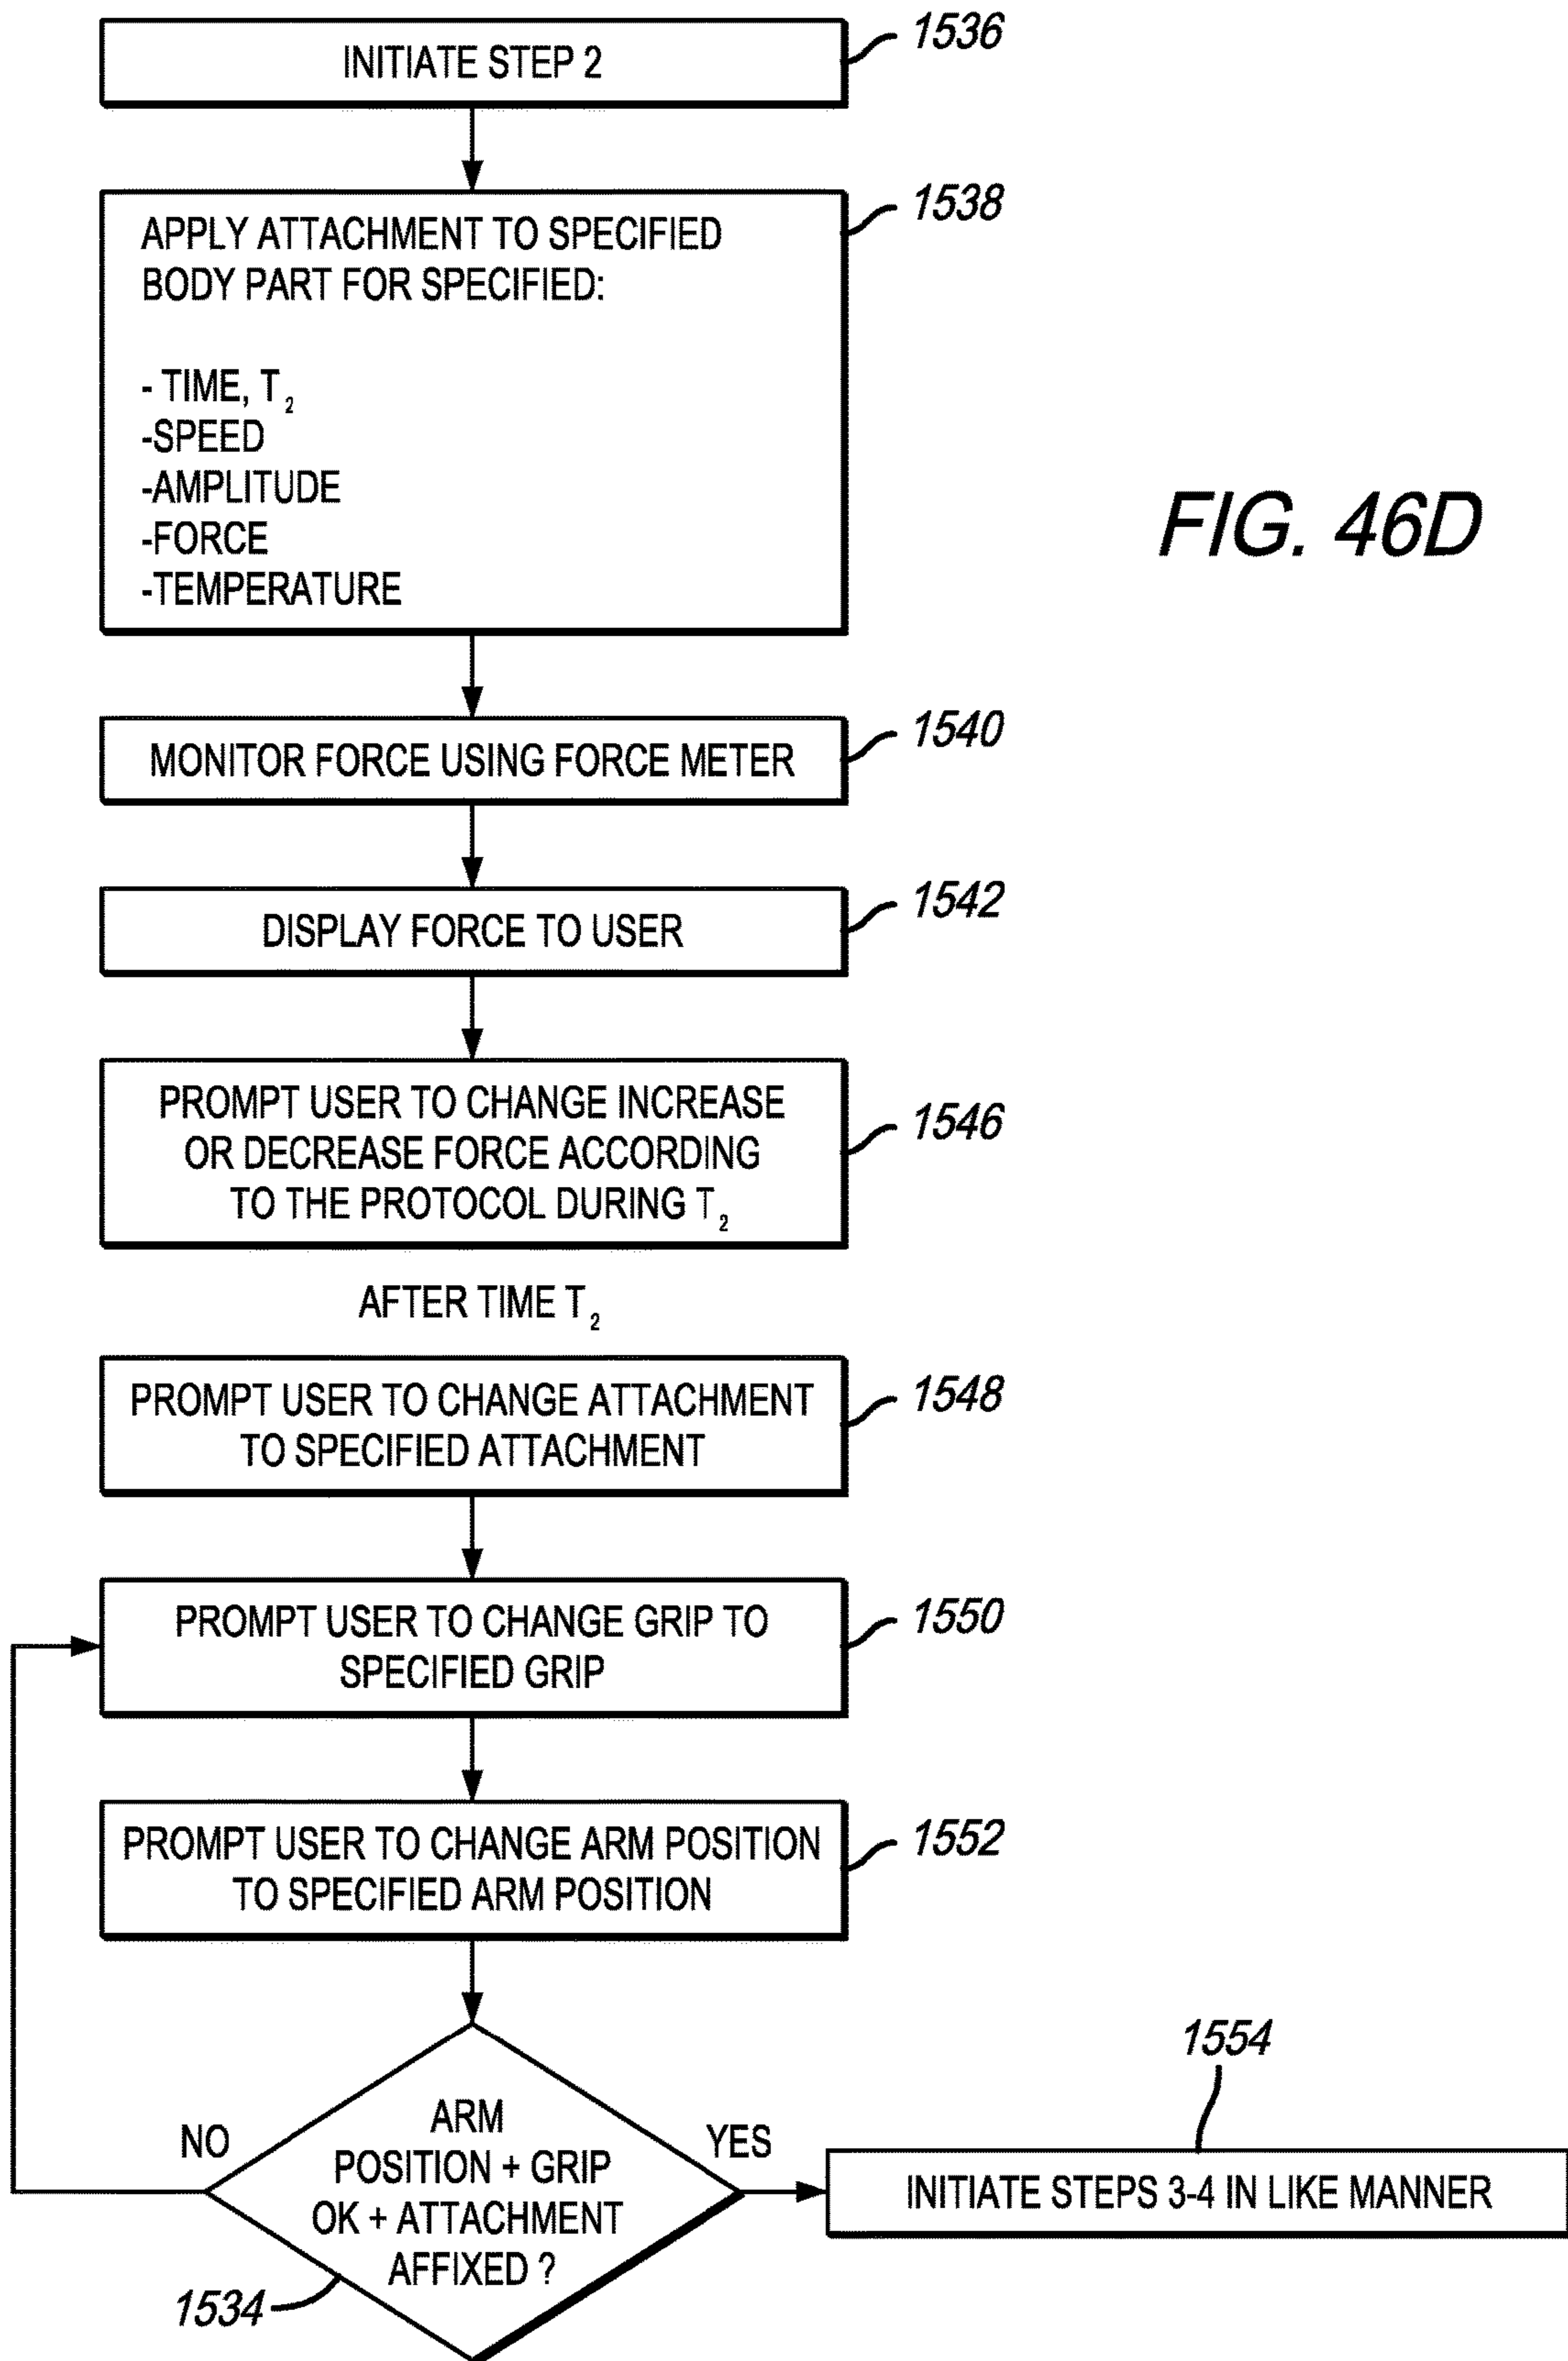 INITIATE STEP 2
1536
APPLY ATTACHMENT TO SPECIFIED
BODY PART FOR SPECIFIED:
- TIME, T₂
-SPEED
-AMPLITUDE
-FORCE
-TEMPERATURE
1538
FIG. 46D
MONITOR FORCE USING FORCE METER
1540
DISPLAY FORCE TO USER
1542
PROMPT USER TO CHANGE INCREASE
OR DECREASE FORCE ACCORDING
TO THE PROTOCOL DURING T₂
1546
AFTER TIME T₂
PROMPT USER TO CHANGE ATTACHMENT
TO SPECIFIED ATTACHMENT
1548
PROMPT USER TO CHANGE GRIP TO
SPECIFIED GRIP
1550
PROMPT USER TO CHANGE ARM POSITION
TO SPECIFIED ARM POSITION
1552
ARM
POSITION + GRIP
OK + ATTACHMENT
AFFIXED ?
1534
NO
YES
1554
INITIATE STEPS 3-4 IN LIKE MANNER